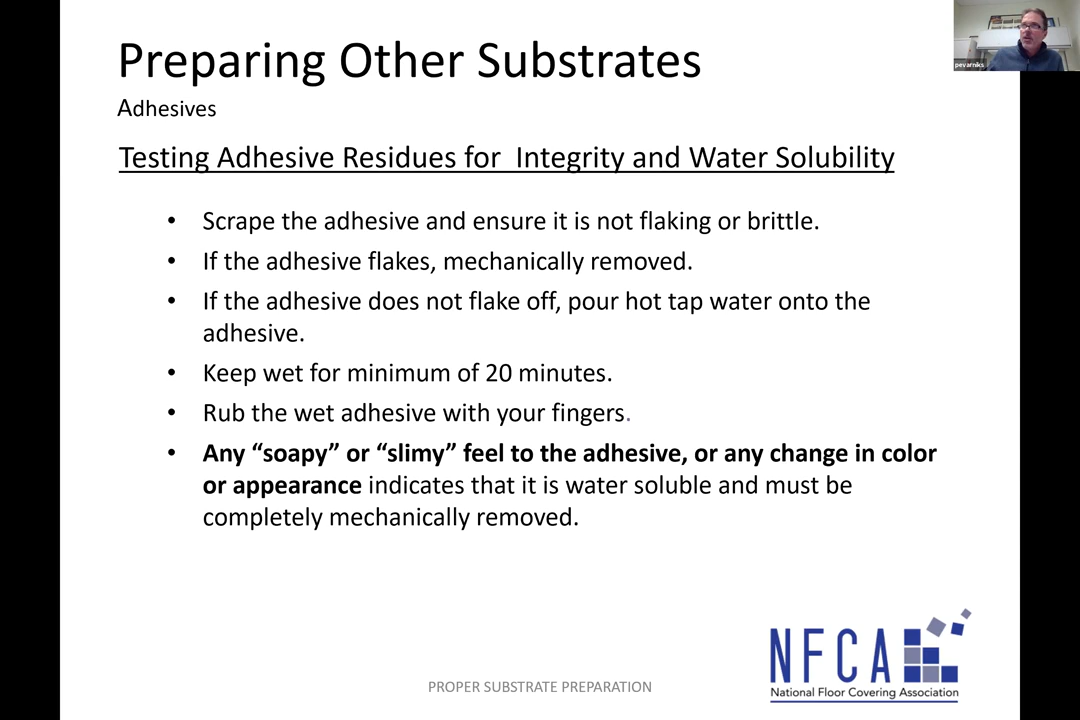 Preparing Other Substrates
Adhesives
Testing Adhesive Residues for  Integrity and Water Solubility
• Scrape the adhesive and ensure it is not flaking or brittle.
• If the adhesive flakes, mechanically removed.
• If the adhesive does not flake off, pour hot tap water onto the
adhesive.
• Keep wet for minimum of 20 minutes.
• Rub the wet adhesive with your fingers.
• Any “soapy” or “slimy” feel to the adhesive, or any change in color
or appearance indicates that it is water soluble and must be
completely mechanically removed.
PROPER SUBSTRATE PREPARATION
NFCA
National Floor Covering Association
pevarniks